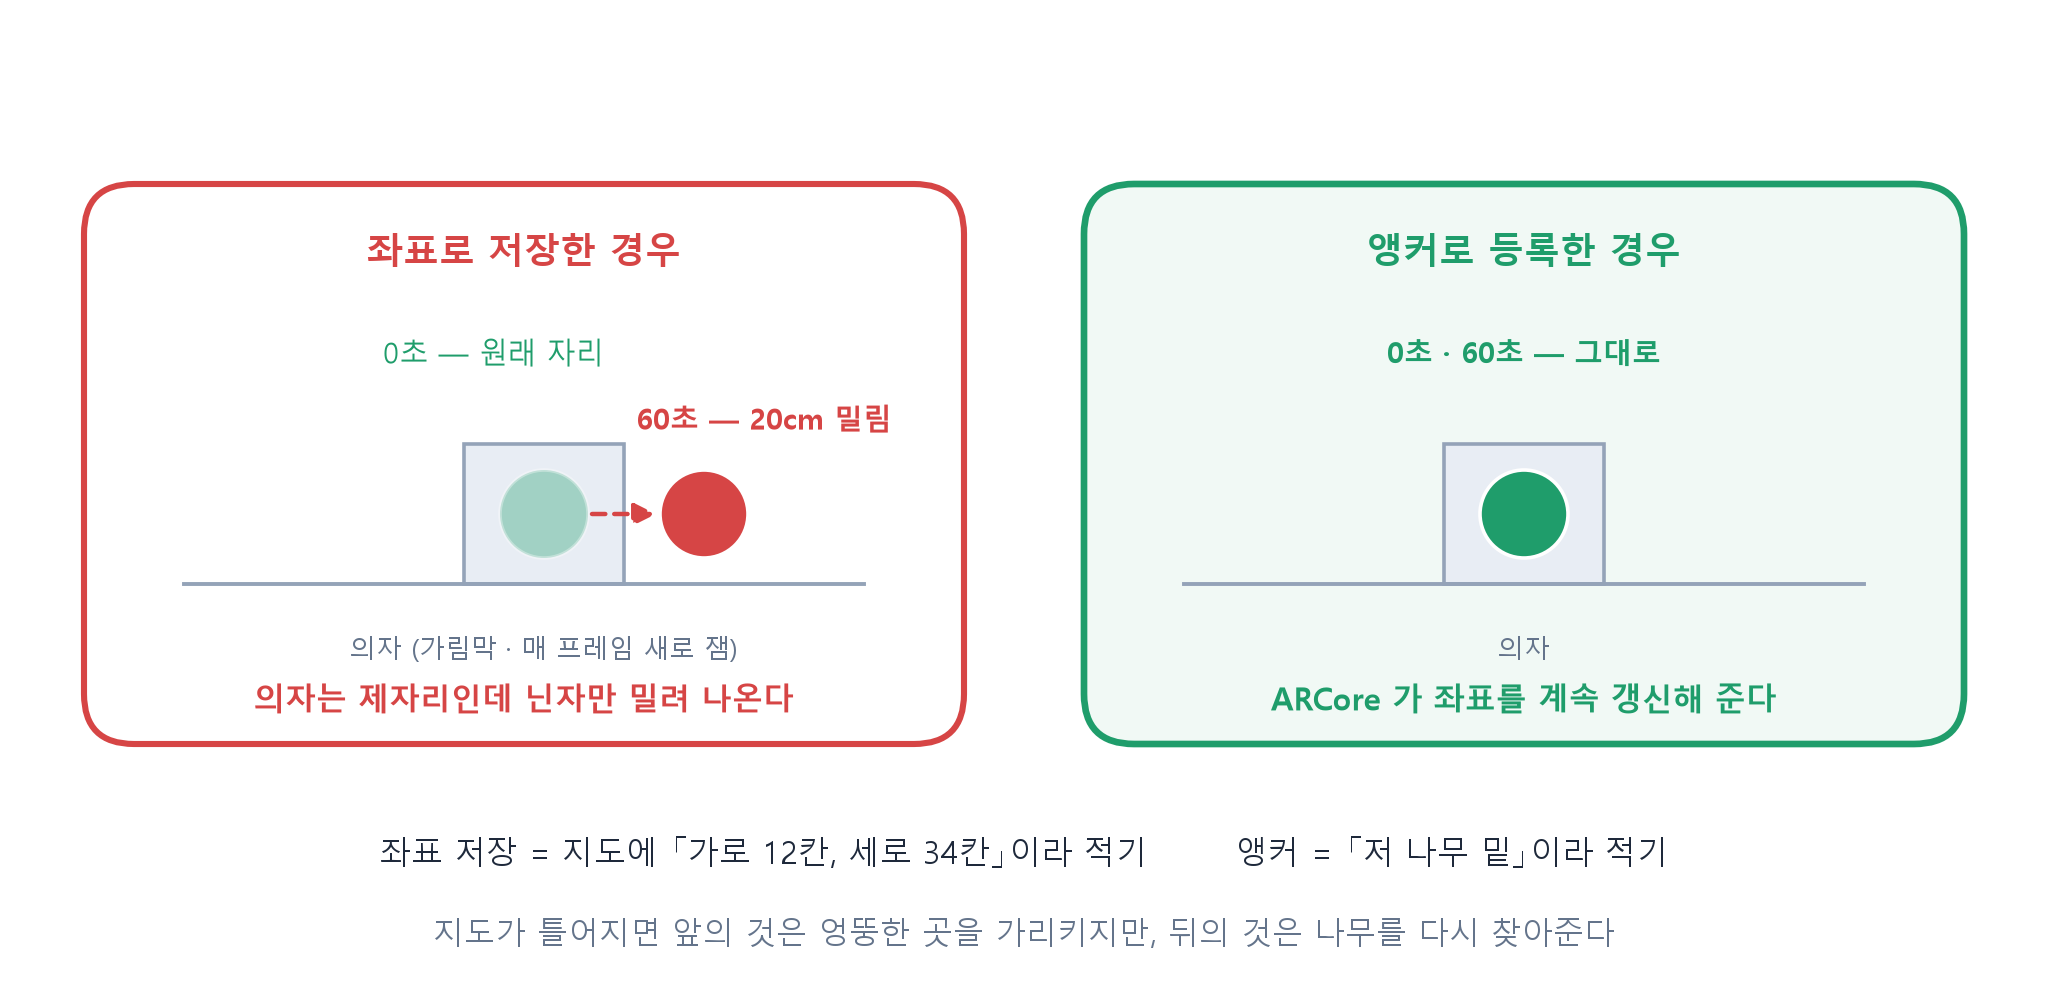 좌표로 저장한 경우
0초 — 원래 자리
60초 — 20cm 밀림
의자 (가림막 · 매 프레임 새로 잼)
의자는 제자리인데 닌자만 밀려 나온다
앵커로 등록한 경우
0초 · 60초 — 그대로
의자
ARCore 가 좌표를 계속 갱신해 준다
좌표 저장 = 지도에 「가로 12칸, 세로 34칸」이라 적기
앵커 = 「저 나무 밑」이라 적기
지도가 틀어지면 앞의 것은 엉뚱한 곳을 가리키지만, 뒤의 것은 나무를 다시 찾아준다